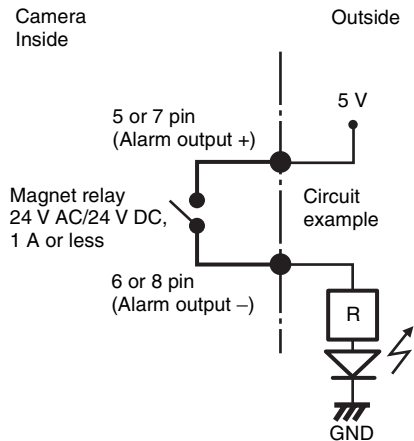 Camera
Inside
Outside
5 V
5 or 7 pin
(Alarm output +)
Magnet relay
24 V AC/24 V DC,
1 A or less
Circuit
example
6 or 8 pin
(Alarm output –)
R
GND